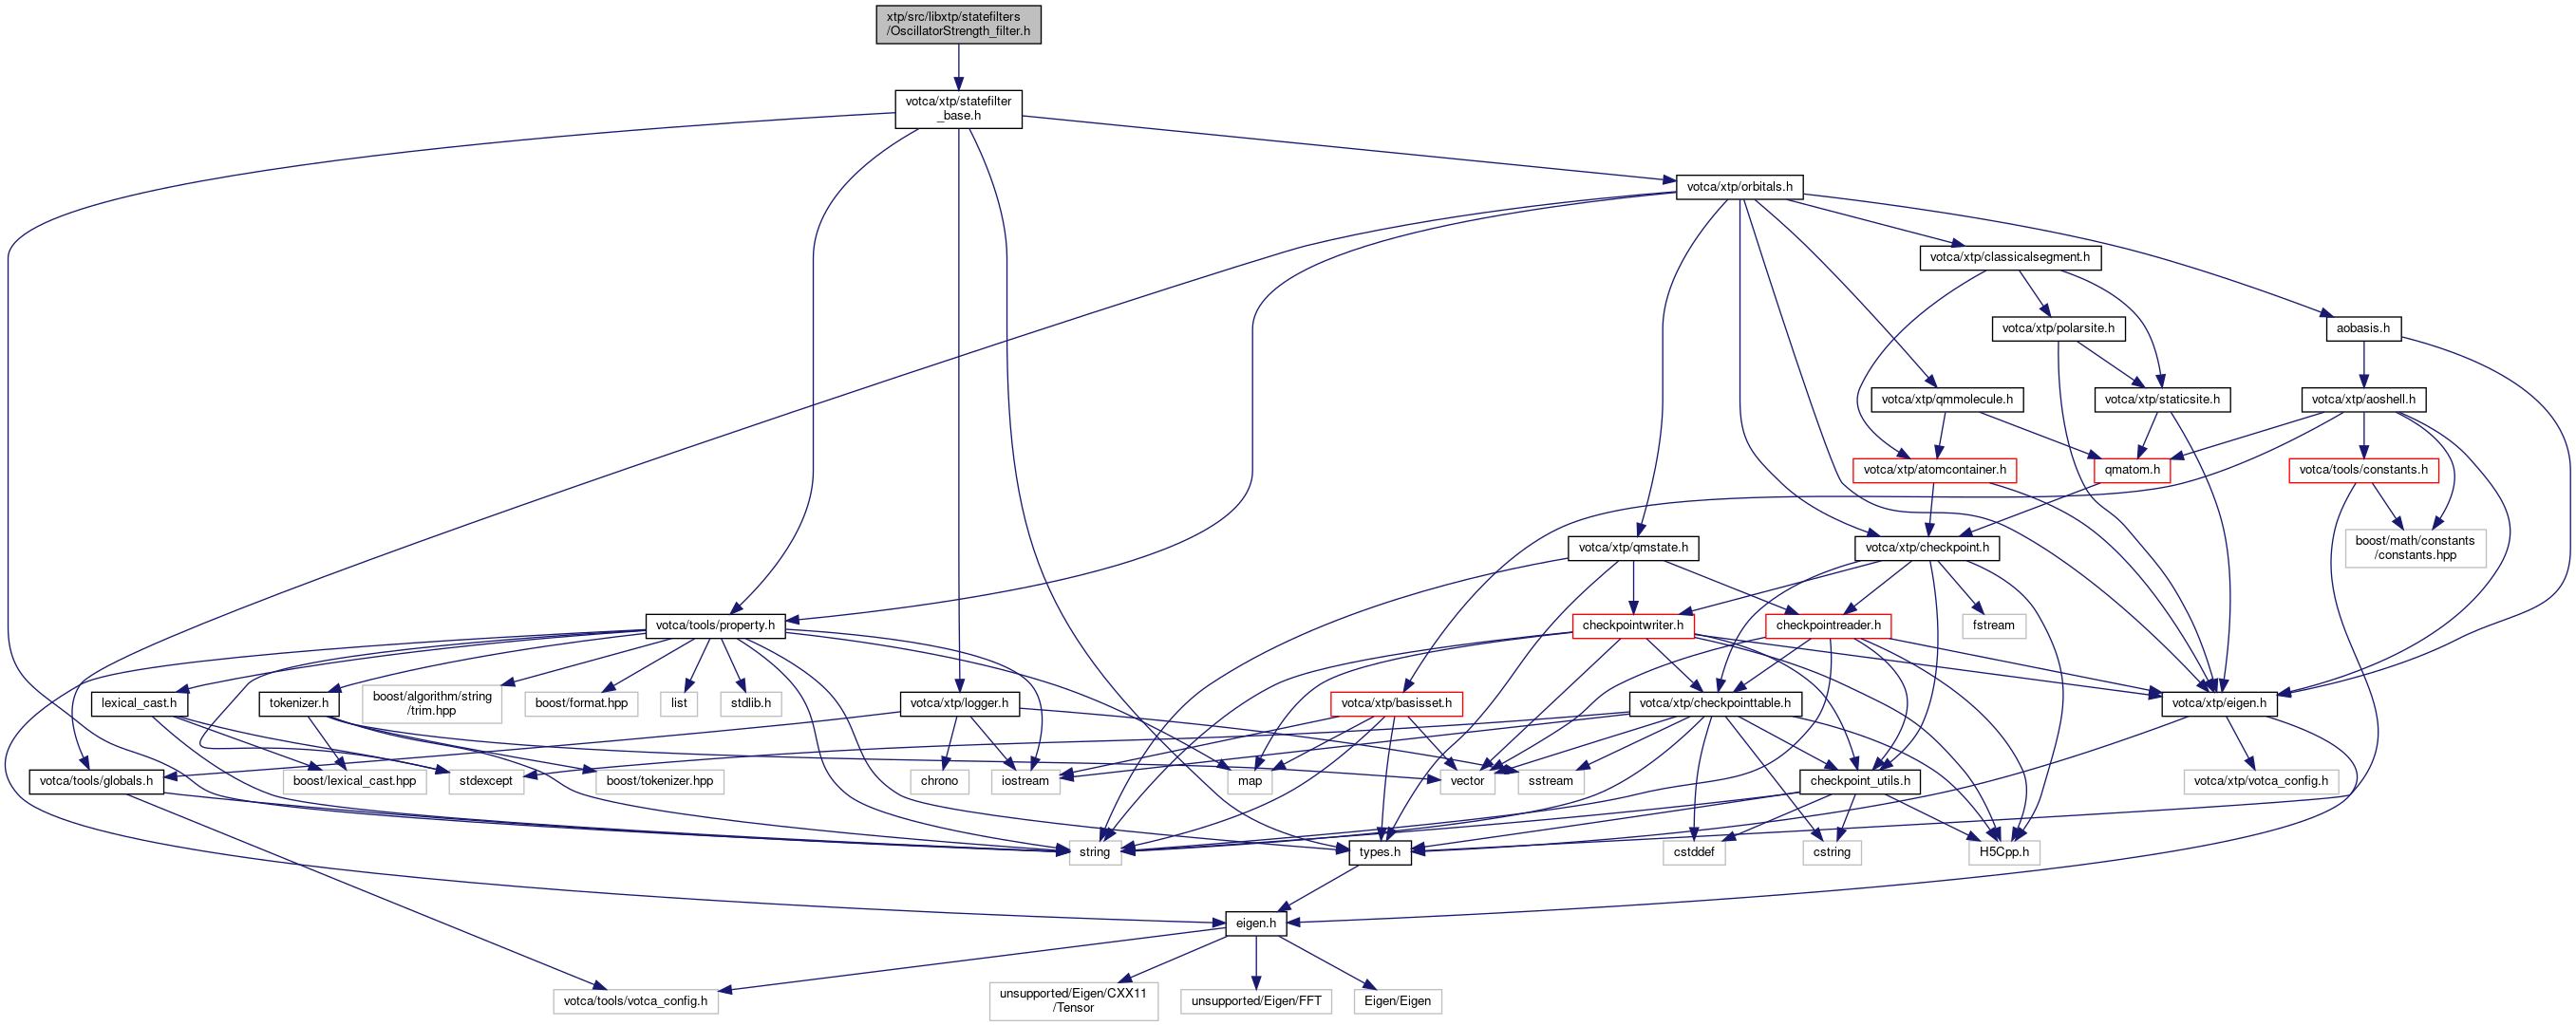 xtp/src/libxtp/statefilters
/OscillatorStrength_filter.h
votca/xtp/statefilter
_base.h
votca/xtp/orbitals.h
votca/xtp/classicalsegment.h
votca/xtp/polarsite.h
aobasis.h
votca/xtp/qmmolecule.h
votca/xtp/staticsite.h
votca/xtp/aoshell.h
votca/xtp/atomcontainer.h
qmatom.h
votca/tools/constants.h
votca/xtp/qmstate.h
votca/xtp/checkpoint.h
boost/math/constants
/constants.hpp
votca/tools/property.h
checkpointwriter.h
checkpointreader.h
fstream
lexical_cast.h
tokenizer.h
boost/algorithm/string
/trim.hpp
boost/format.hpp
list
stdlib.h
votca/xtp/logger.h
votca/xtp/basisset.h
votca/xtp/checkpointtable.h
votca/xtp/eigen.h
votca/tools/globals.h
boost/lexical_cast.hpp
stdexcept
boost/tokenizer.hpp
chrono
iostream
map
vector
sstream
checkpoint_utils.h
votca/xtp/votca_config.h
string
types.h
cstddef
cstring
H5Cpp.h
eigen.h
votca/tools/votca_config.h
unsupported/Eigen/CXX11
/Tensor
unsupported/Eigen/FFT
Eigen/Eigen